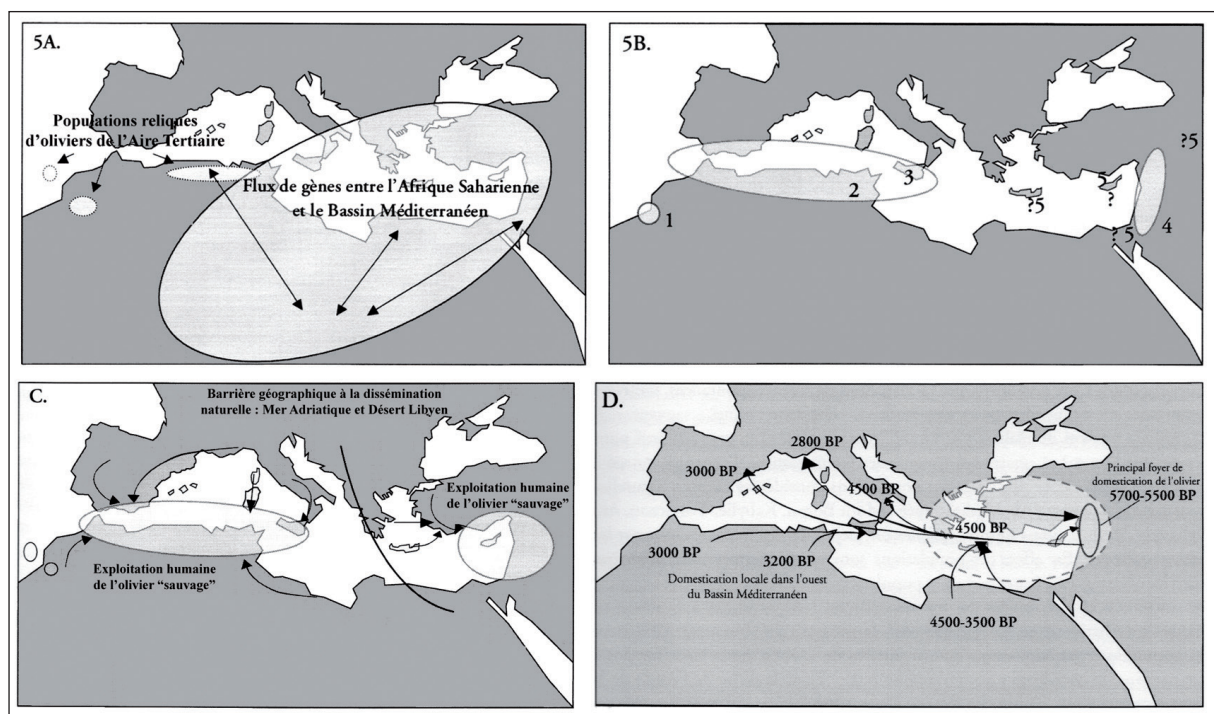 5A.
Populations reliques
d'oliviers de l'Aire Tertiaire
Flux de gènes entre l'Afrique Saharienne
et le Bassin Méditerranéen
5B.
?5
1
2
3
?5
?
? 5
4
C.
Barrière géographique à la dissémination
naturelle : Mer Adriatique et Désert Libyen
Exploitation humaine
de l'olivier "sauvage"
Exploitation humaine
de l'olivier "sauvage"
D.
2800 BP
3000 BP
4500 BP
Principal foyer de
domestication de l'olivier
5700-5500 BP
4500 BP
3000 BP
3200 BP
Domestication locale dans l'ouest
du Bassin Méditerranéen
4500-3500 BP